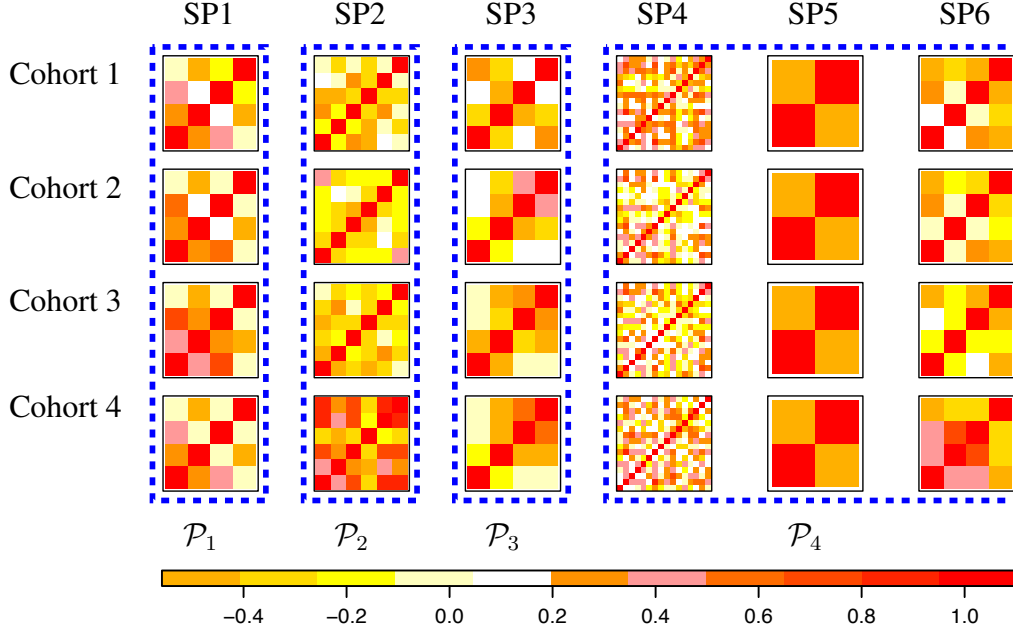 SP1 SP2 SP3 SP4 SP5 SP6
Cohort 1
Cohort 2
Cohort 3
Cohort 4
𝒫₁ 𝒫₂ 𝒫₃ 𝒫₄
−0.4 −0.2 0.0 0.2 0.4 0.6 0.8 1.0